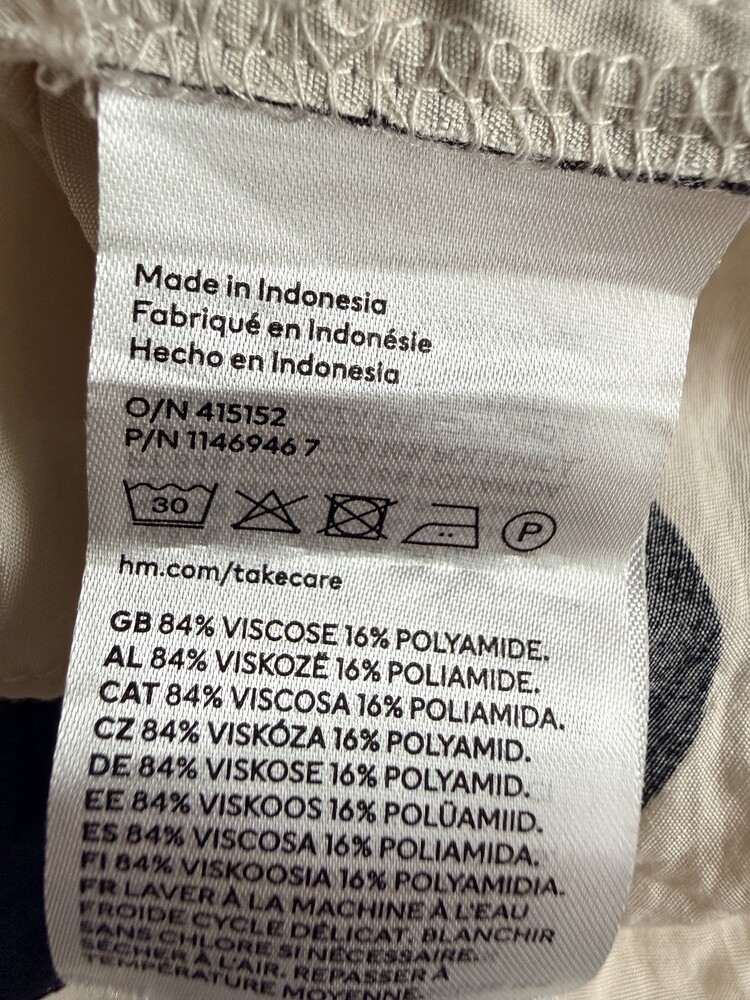 Made in Indonesia
Fabriqué en Indonésie
Hecho en Indonesia
O/N 415152
P/N 1146946 7
30
P
hm.com/takecare
GB 84% VISCOSE 16% POLYAMIDE.
AL 84% VISKOZË 16% POLIAMIDE.
CAT 84% VISCOSA 16% POLIAMIDA.
CZ 84% VISKÓZA 16% POLYAMID.
DE 84% VISKOSE 16% POLYAMID.
EE 84% VISKOOS 16% POLÜAMIID.
ES 84% VISCOSA 16% POLIAMIDA.
FI 84% VISKOOSIA 16% POLYAMIDIA.
FR LAVER À LA MACHINE À L'EAU
FROIDE CYCLE DÉLICAT. BLANCHIR
SANS CHLORE SI NÉCESSAIRE.
SÉCHER À L'AIR. REPASSER À
TEMPÉRATURE MOYENNE.